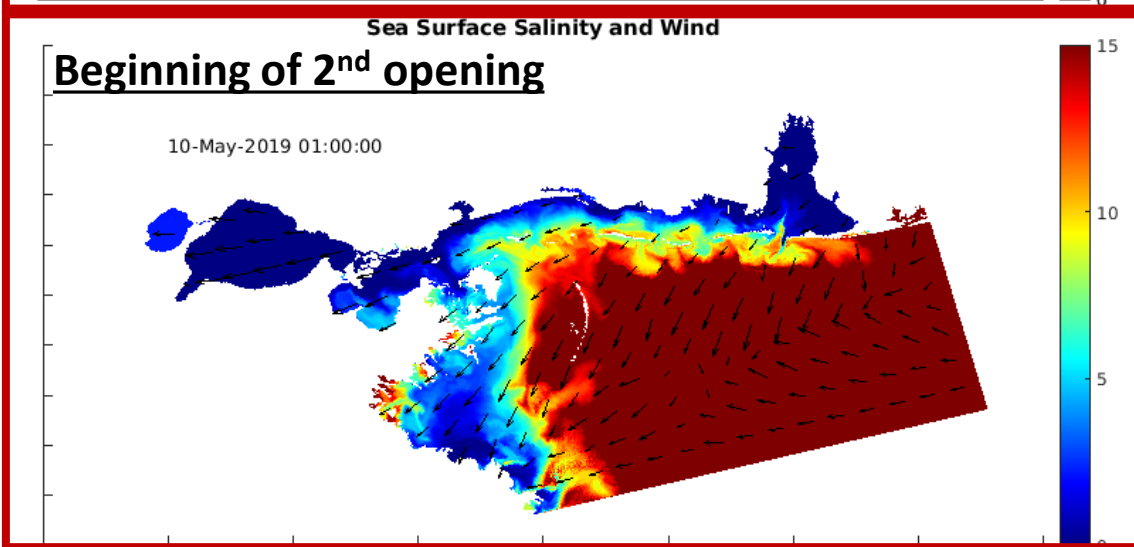 0
Sea Surface Salinity and Wind
Beginning of 2nd opening
10-May-2019 01:00:00
15
10
5
0